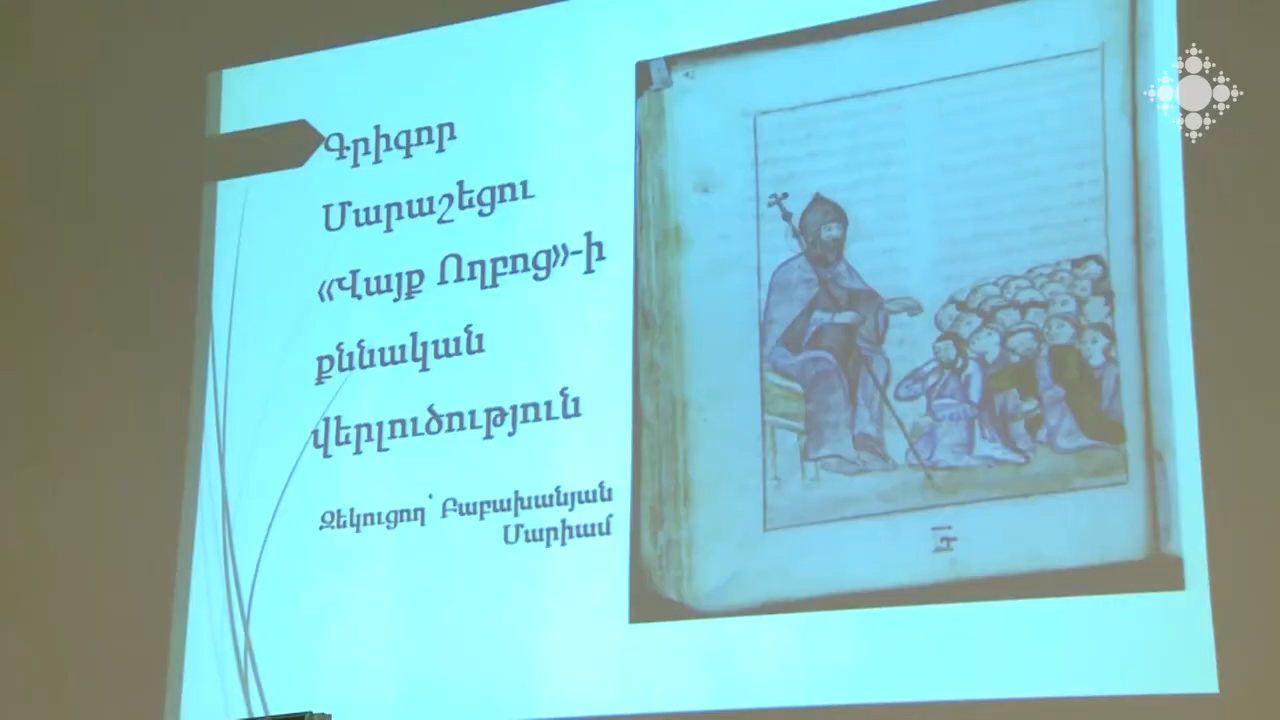 Գրիգոր
Մարաշեցու
«Վայք Ողբոց»-ի
քննական
վերլուծություն
Զեկուցող՝ Բաբախանյան
Մարիամ